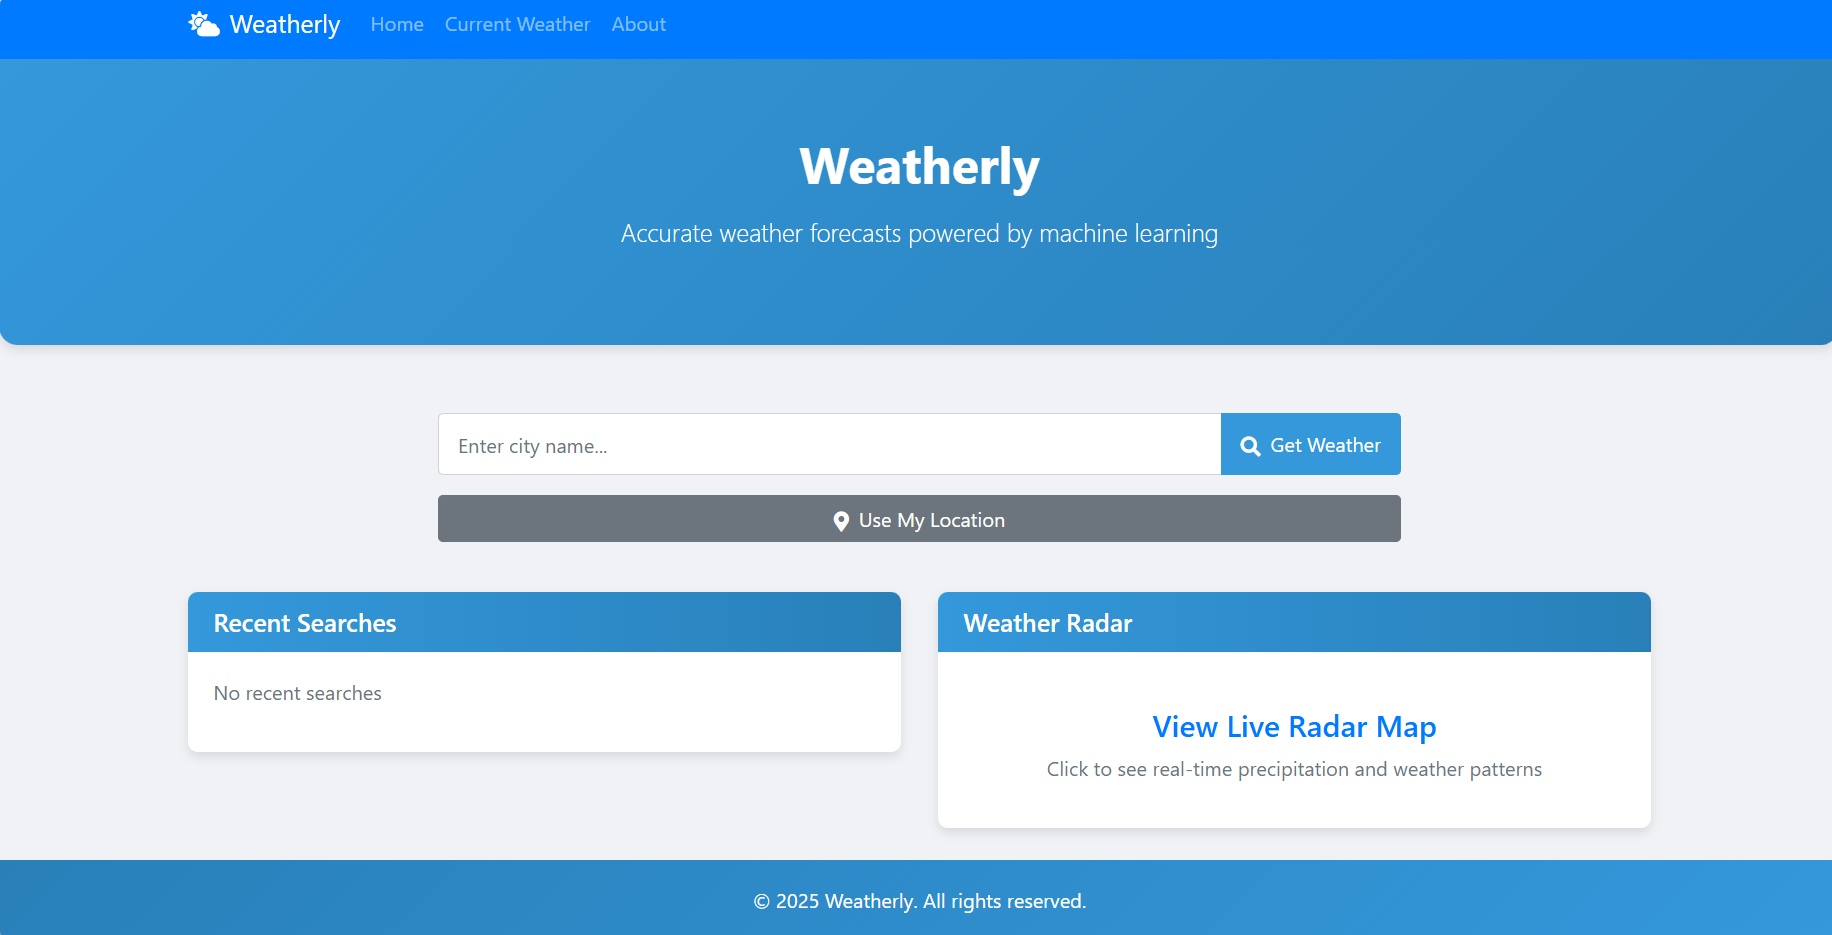 Weatherly
Home
Current Weather
About
Weatherly
Accurate weather forecasts powered by machine learning
Enter city name...
Get Weather
Use My Location
Recent Searches
No recent searches
Weather Radar
View Live Radar Map
Click to see real-time precipitation and weather patterns
© 2025 Weatherly. All rights reserved.